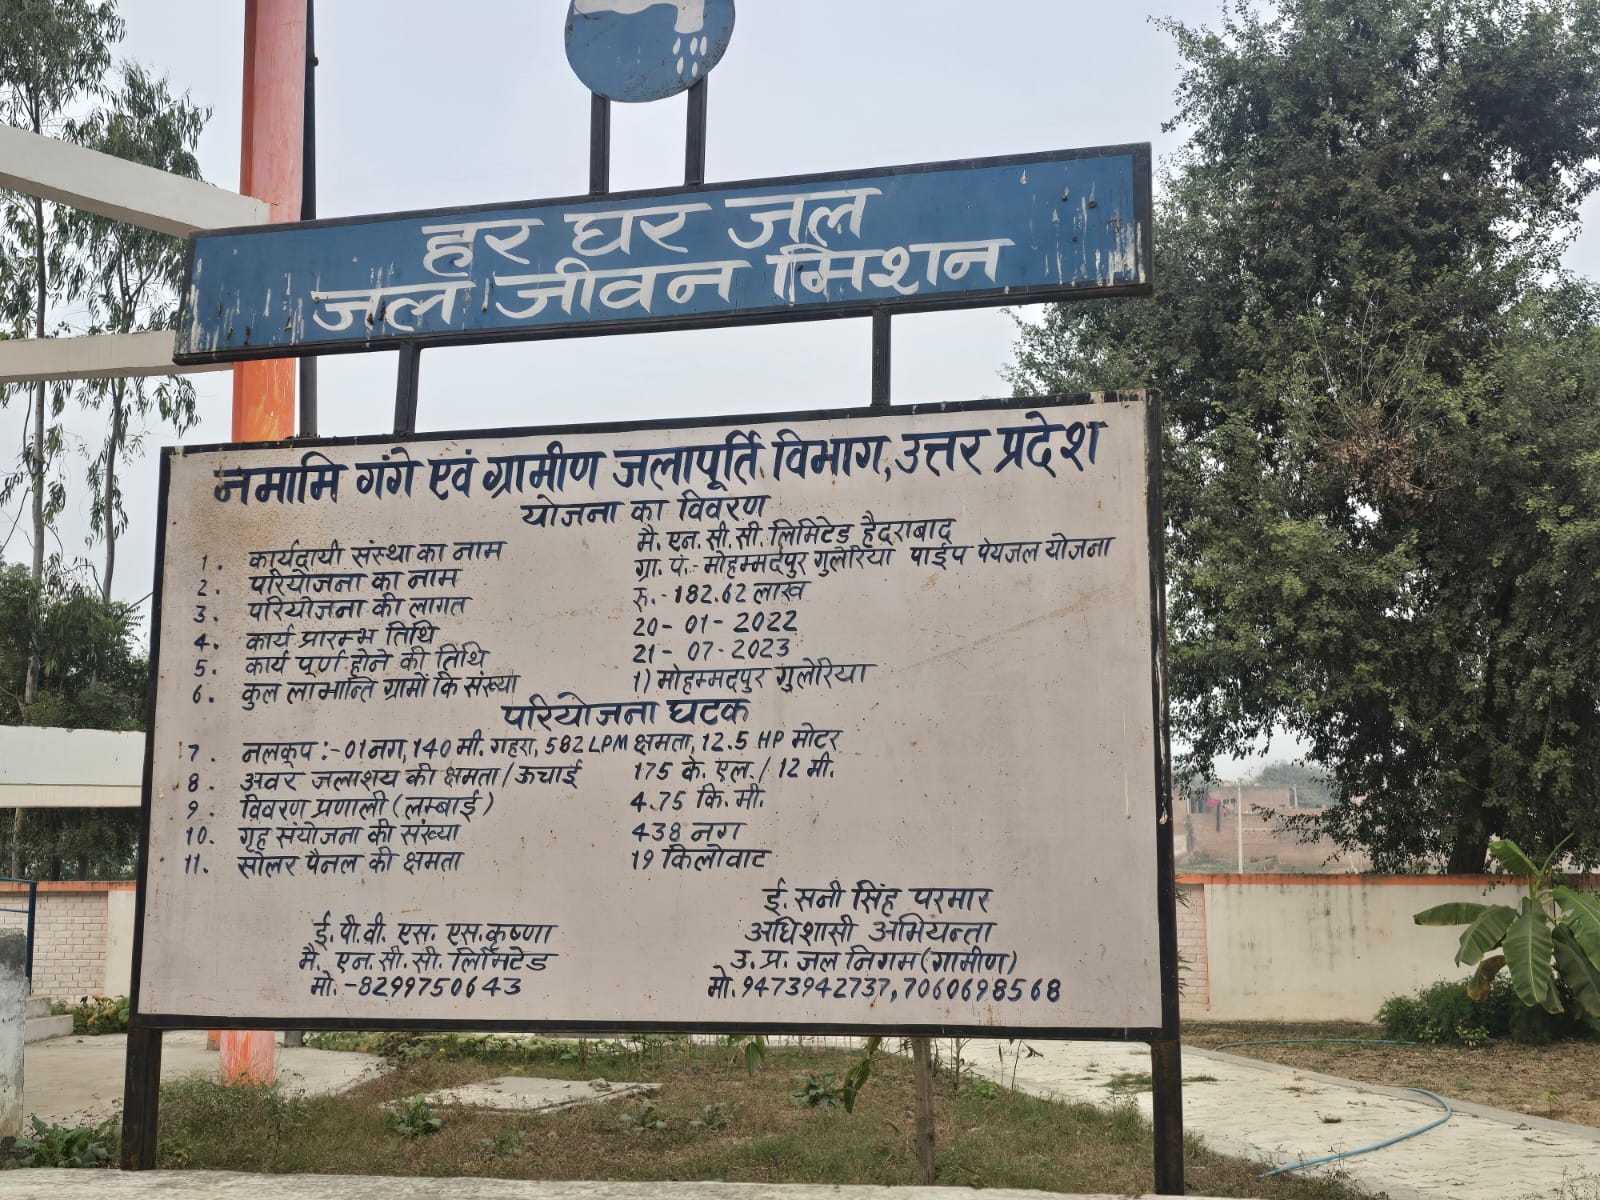 हर घर जल
जल जीवन मिशन
नमामि गंगे एवं ग्रामीण जलापूर्ति विभाग, उत्तर प्रदेश
योजना का विवरण
1. कार्यदायी संस्था का नाम मै. एन. सी. सी. लिमिटेड हैदराबाद
2. परियोजना का नाम ग्रा. पं.- मोहम्मदपुर गुलेरिया पाईप पेयजल योजना
3. परियोजना की लागत रु.- 182.62 लाख
4. कार्य प्रारम्भ तिथि 20-01-2022
5. कार्य पूर्ण होने की तिथि 21-07-2023
6. कुल लाभान्ति ग्रामों कि संख्या 1) मोहम्मदपुर गुलेरिया
परियोजना घटक
7. नलकूप :- 01 नग, 140 मी. गहरा, 582 LPM क्षमता, 12.5 HP मोटर
8. अवर जलाशय की क्षमता / ऊचाई 175 के. एल. / 12 मी.
9. विवरण प्रणाली (लम्बाई) 4.75 कि. मी.
10. गृह संयोजना की संख्या 438 नग
11. सोलर पैनल की क्षमता 19 किलोवाट
ई. पी. वी. एस. एस. कृष्णा
मै. एन. सी. सी. लिमिटेड
मो. -8299750643
ई. सनी सिंह परमार
अधिशासी अभियन्ता
उ. प्र. जल निगम (ग्रामीण)
मो. 9473942737, 7060698568